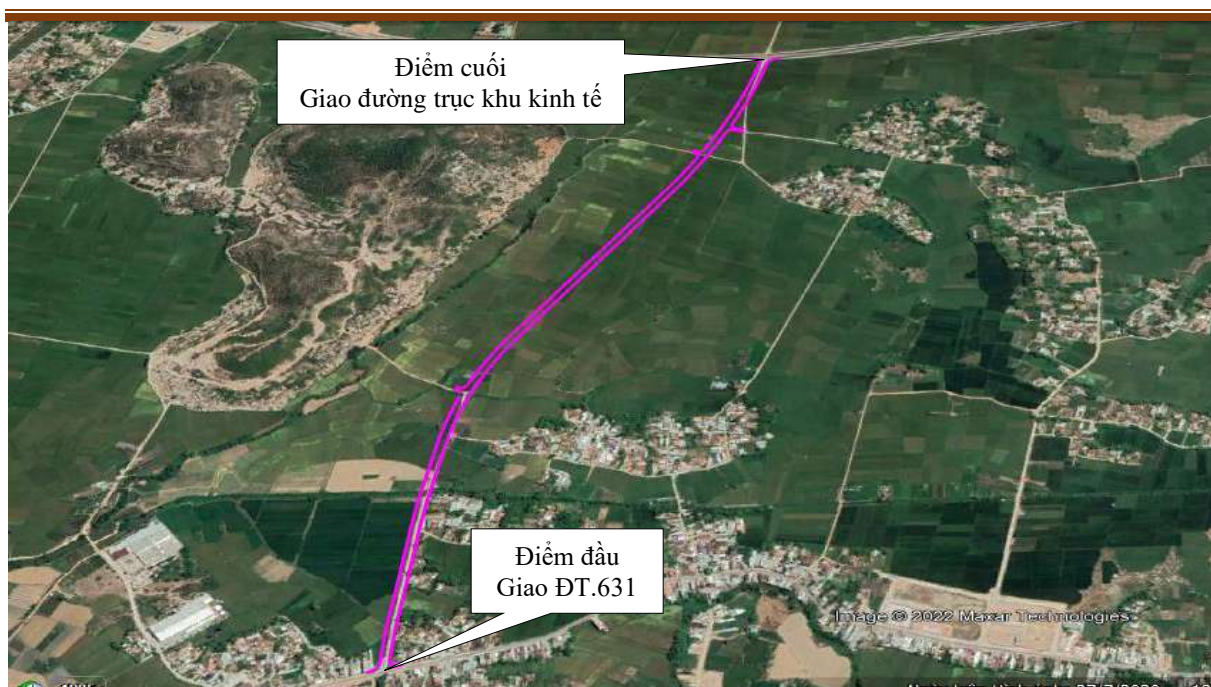 Điểm cuối
Giao đường trục khu kinh tế
Điểm đầu
Giao ĐT.631
Image © 2022 Maxar Technologies